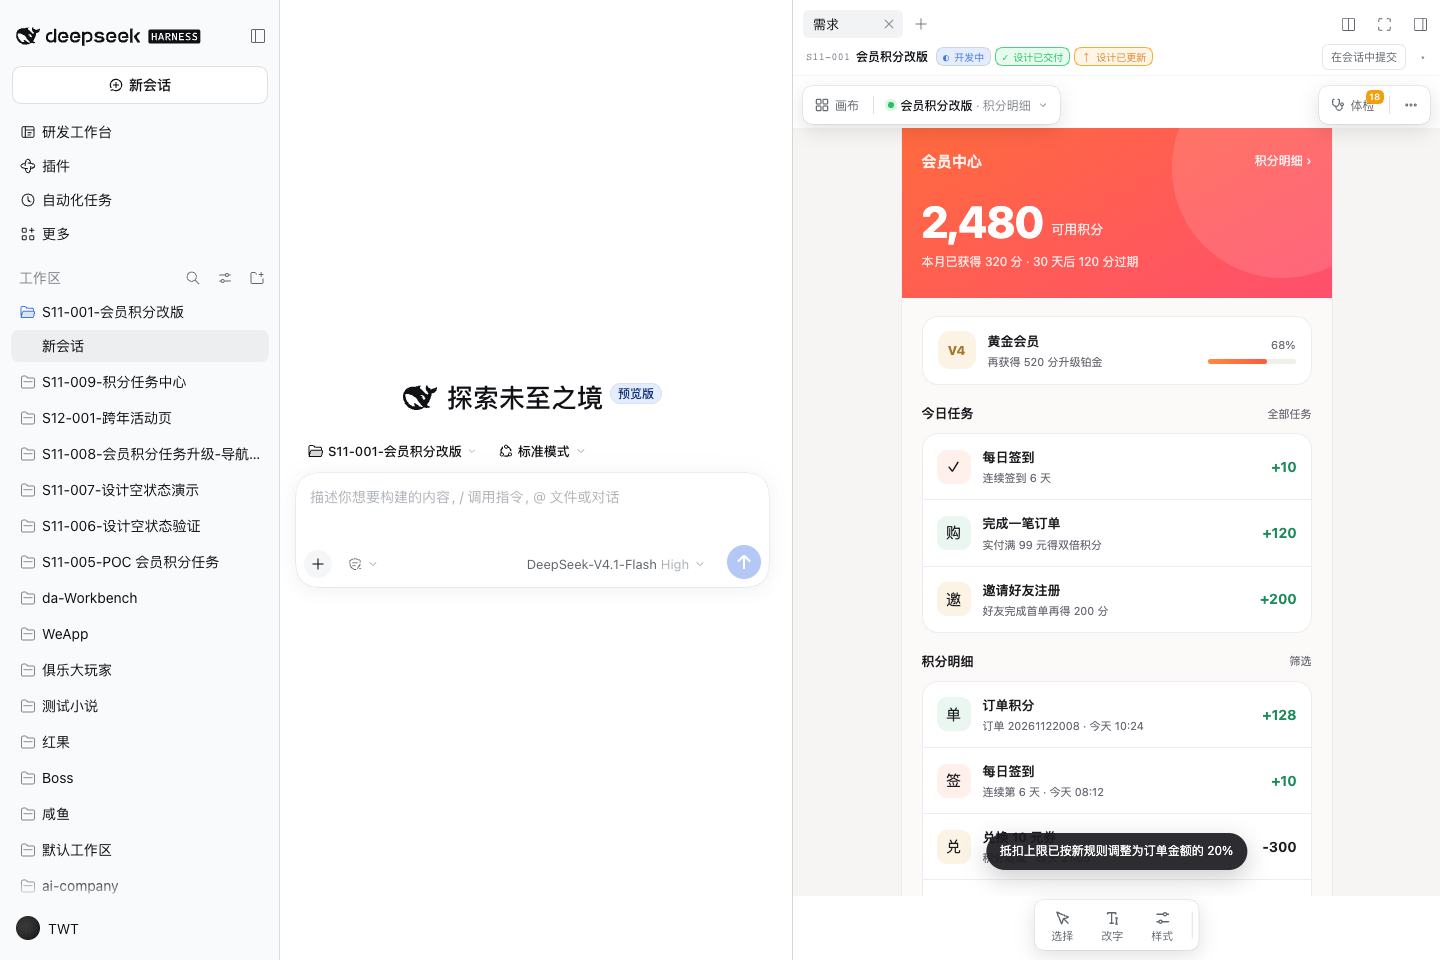 deepseek HARNESS
新会话
研发工作台
插件
自动化任务
更多
工作区
S11-001-会员积分改版
新会话
S11-009-积分任务中心
S12-001-跨年活动页
S11-008-会员积分任务升级-导航...
S11-007-设计空状态演示
S11-006-设计空状态验证
S11-005-POC 会员积分任务
da-Workbench
WeApp
俱乐大玩家
测试小说
红果
Boss
咸鱼
默认工作区
ai-company
TWT
探索未至之境 预览版
S11-001-会员积分改版 标准模式
描述你想要构建的内容, / 调用指令, @ 文件或对话
DeepSeek-V4.1-Flash High
需求
S11-001 会员积分改版 开发中 ✓ 设计已交付 ↑ 设计已更新 在会话中提交
画布 会员积分改版 · 积分明细 体检 18
会员中心 积分明细 ›
2,480 可用积分
本月已获得 320 分 · 30 天后 120 分过期
V4 黄金会员 68%
再获得 520 分升级铂金
今日任务 全部任务
✓ 每日签到 +10
连续签到 6 天
购 完成一笔订单 +120
实付满 99 元得双倍积分
邀 邀请好友注册 +200
好友完成首单再得 200 分
积分明细 筛选
单 订单积分 +128
订单 20261122008 · 今天 10:24
签 每日签到 +10
连续第 6 天 · 今天 08:12
兑 兑换 10 元券 -300
抵扣上限已按新规则调整为订单金额的 20%
选择 改字 样式